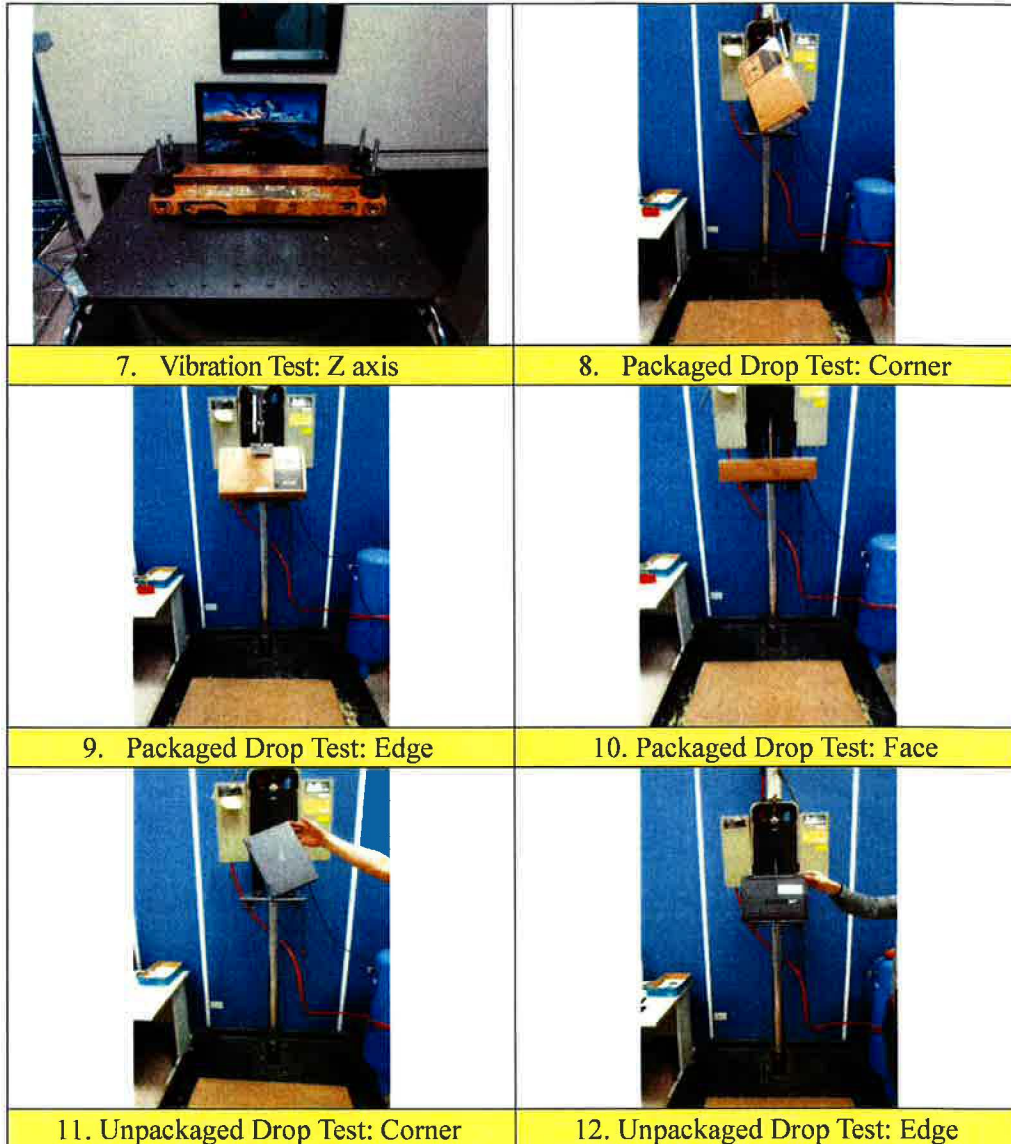 7. Vibration Test: Z axis
8. Packaged Drop Test: Corner
9. Packaged Drop Test: Edge
10. Packaged Drop Test: Face
11. Unpackaged Drop Test: Corner
12. Unpackaged Drop Test: Edge